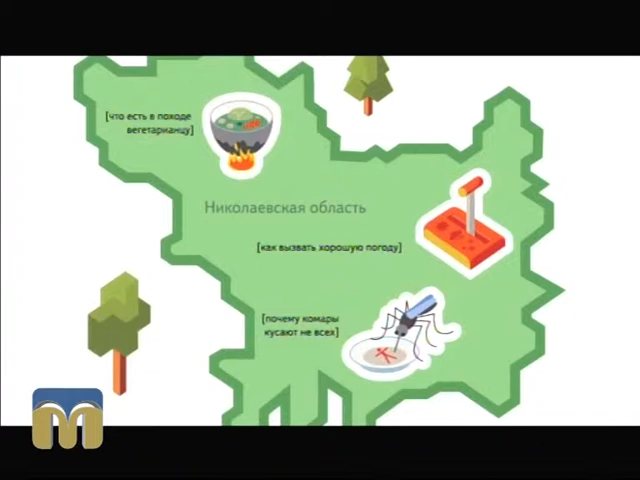 [что есть в походе
вегетарианцу]
Николаевская область
[как вызвать хорошую погоду]
[почему комары
кусают не всех]